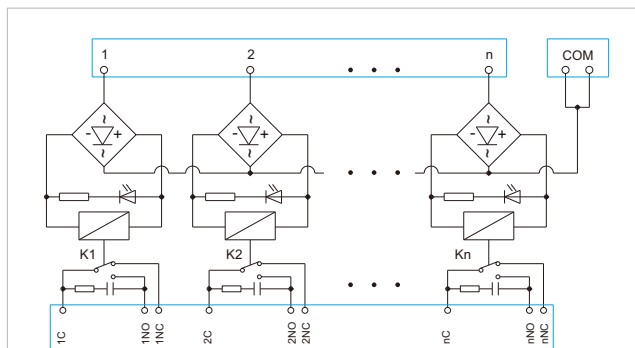 1 2 • • • n COM
~ ~ ~
- + - + - +
~ ~ ~
• • •
K1 K2 Kn
• • •
1C 1NO 1NC 2C 2NO 2NC nC nNO nNC